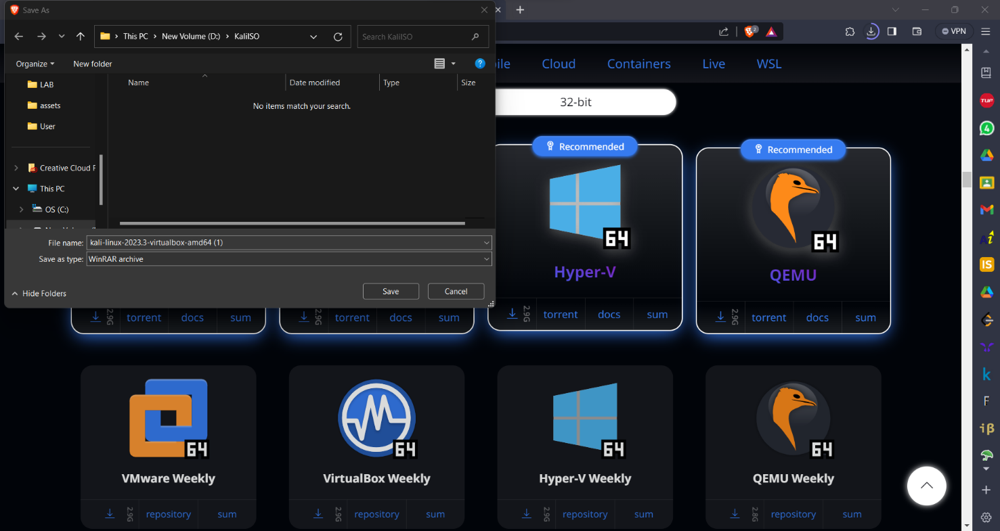 Save As
2
VPN
This PC
New Volume (D:)
KaliISO
Search KaliISO
Organize
New folder
?
Cloud
Containers
Live
WSL
LAB
Name
Date modified
Type
Size
assets
No items match your search.
32-bit
User
Recommended
Recommended
Creative Cloud F
This PC
OS (C:)
File name:
kali-linux-2023.3-virtualbox-amd64 (1)
64
64
Save as type:
WinRAR archive
Hyper-V
QEMU
Hide Folders
Save
Cancel
2.9G
torrent
docs
sum
2.9G
torrent
docs
sum
2.9G
torrent
docs
sum
2.9G
torrent
docs
sum
64
64
64
64
VMware Weekly
VirtualBox Weekly
Hyper-V Weekly
QEMU Weekly
2.9G
repository
sum
2.9G
repository
sum
2.9G
repository
sum
2.8G
repository
sum
TUF
4
Ai
IS
k
F
iβ